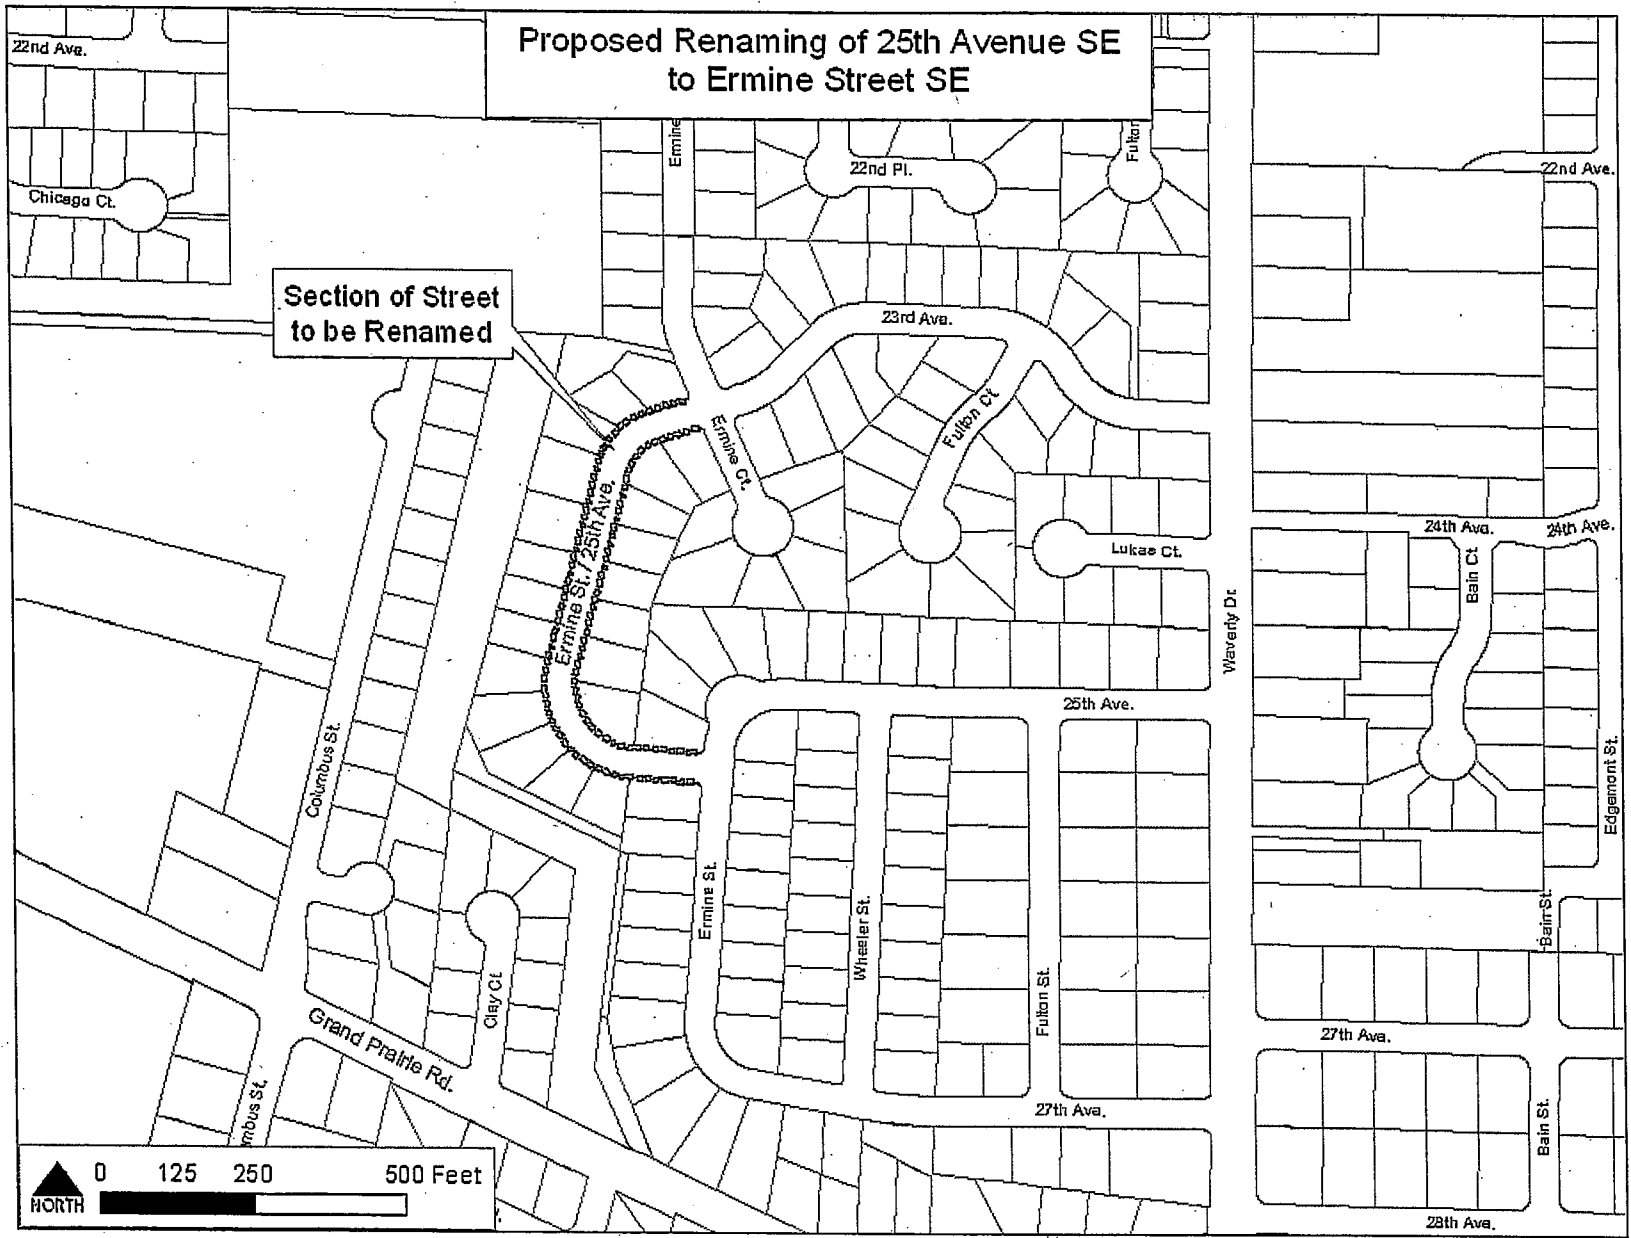 Proposed Renaming of 25th Avenue SE
to Ermine Street SE
22nd Ave.
Chicago Ct.
Ermine
22nd Pl.
Fulton
22nd Ave.
Section of Street
to be Renamed
23rd Ave.
Ermine Ct.
Fulton Ct.
Ermine St. / 25th Ave.
Lukas Ct.
24th Ave.
24th Ave.
Bain Ct.
Waverly Dr.
25th Ave.
Columbus St.
Edgemont St.
Ermine St.
Wheeler St.
Fulton St.
Bain St.
Clay Ct.
Grand Prairie Rd.
27th Ave.
27th Ave.
mbus St.
Bain St.
28th Ave.
NORTH
0 125 250 500 Feet